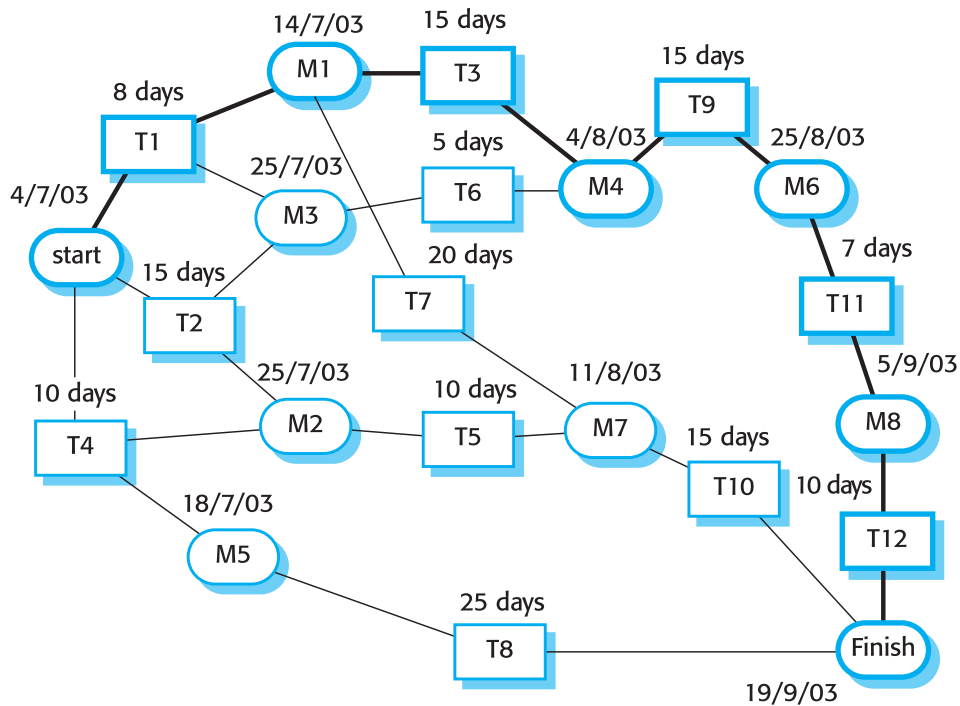 14/7/03
15 days
M1
T3
15 days
8 days
T9
T1
5 days
4/8/03
25/8/03
25/7/03
4/7/03
T6
M4
M6
M3
start
15 days
20 days
7 days
T7
T11
T2
25/7/03
11/8/03
5/9/03
10 days
10 days
M2
T5
M7
M8
T4
15 days
T10
10 days
18/7/03
T12
M5
25 days
T8
Finish
19/9/03